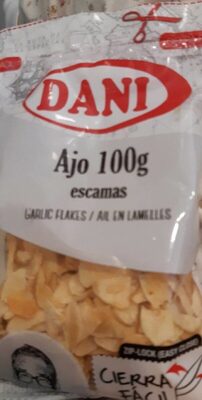 DANI
Ajo 100g
escamas
GARLIC FLAKES / AIL EN LAMELLES
ZIP-LOCK (EASY CLOSE)
CIERRA
FÁCIL